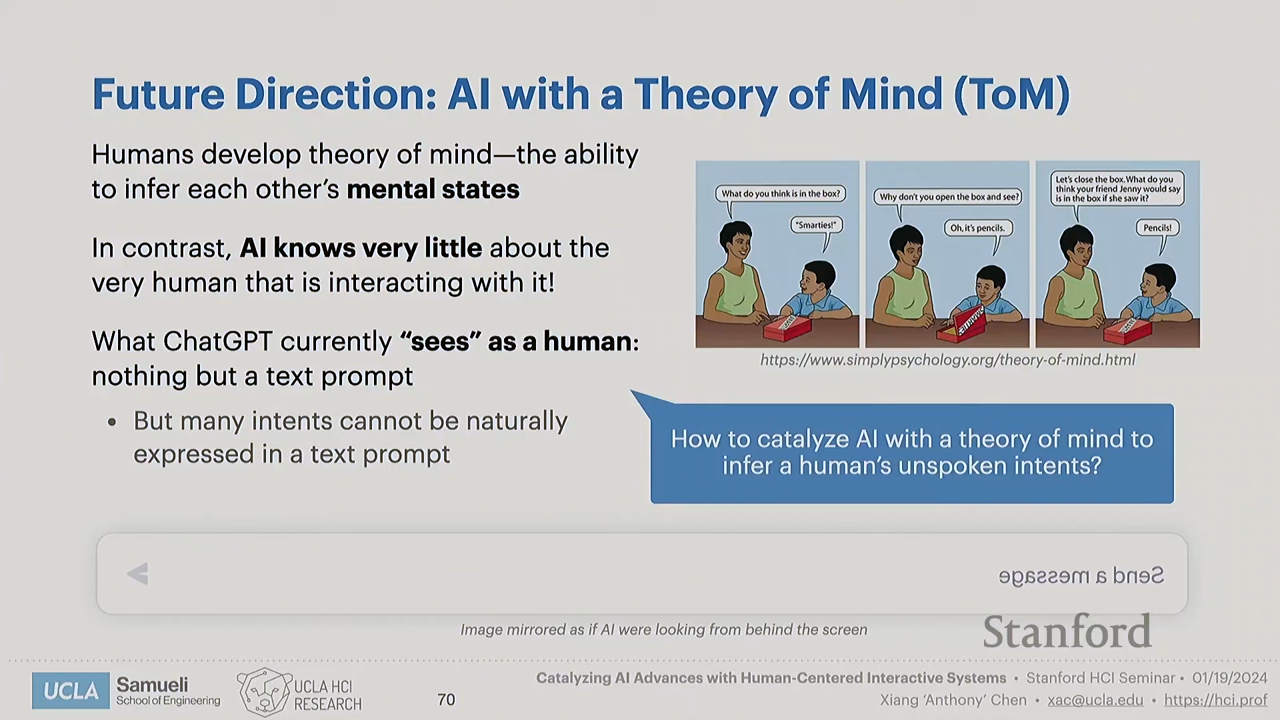 Future Direction: AI with a Theory of Mind (ToM)
Humans develop theory of mind—the ability
to infer each other's mental states
In contrast, AI knows very little about the
very human that is interacting with it!
What ChatGPT currently “sees” as a human:
nothing but a text prompt
• But many intents cannot be naturally
expressed in a text prompt
What do you think is in the box?
"Smarties!"
Why don't you open the box and see?
Oh, it's pencils.
Let's close the box. What do you
think your friend Jenny would say
is in the box if she saw it?
Pencils!
https://www.simplypsychology.org/theory-of-mind.html
How to catalyze AI with a theory of mind to
infer a human's unspoken intents?
Send a message
Image mirrored as if AI were looking from behind the screen
Stanford
UCLA
Samueli
School of Engineering
UCLA HCI
RESEARCH
70
Catalyzing AI Advances with Human-Centered Interactive Systems • Stanford HCI Seminar • 01/19/2024
Xiang 'Anthony' Chen • xac@ucla.edu • https://hci.prof